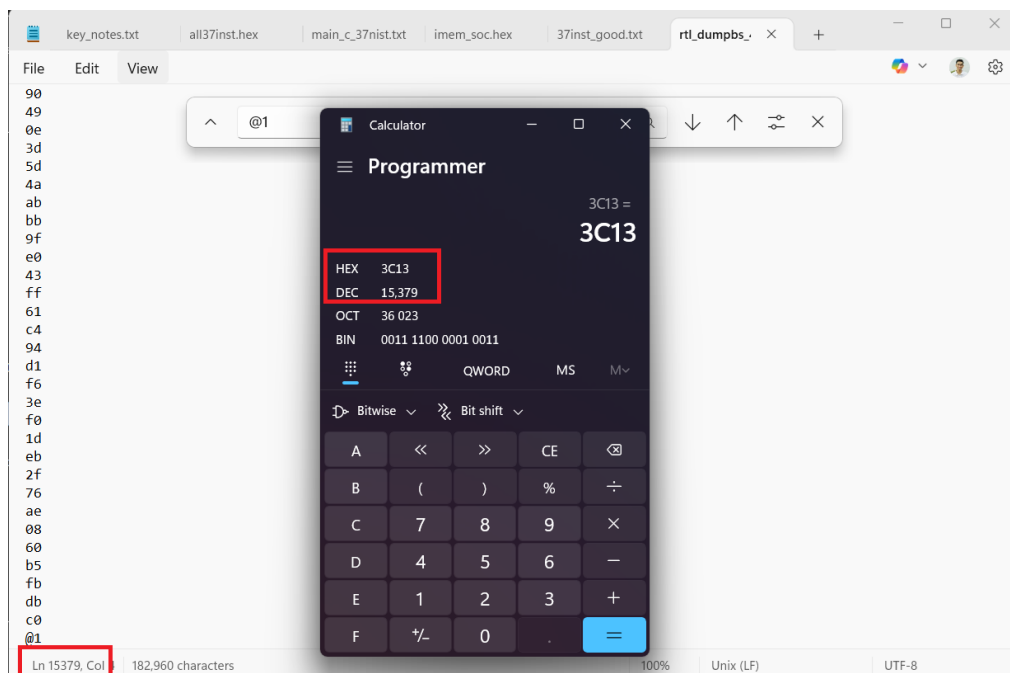 key_notes.txt all37inst.hex main_c_37nist.txt imem_soc.hex 37inst_good.txt rtl_dumpbs_
File Edit View
@1
Calculator
Programmer
3C13 =
3C13
HEX 3C13
DEC 15,379
OCT 36 023
BIN 0011 1100 0001 0011
QWORD MS M
Bitwise Bit shift
A « » CE
B ( ) % ÷
C 7 8 9 ×
D 4 5 6 −
E 1 2 3 +
F +/− 0 . =
90
49
0e
3d
5d
4a
ab
bb
9f
e0
43
ff
61
c4
94
d1
f6
3e
f0
1d
eb
2f
76
ae
08
60
b5
fb
db
c0
@1
Ln 15379, Col 182,960 characters 100% Unix (LF) UTF-8